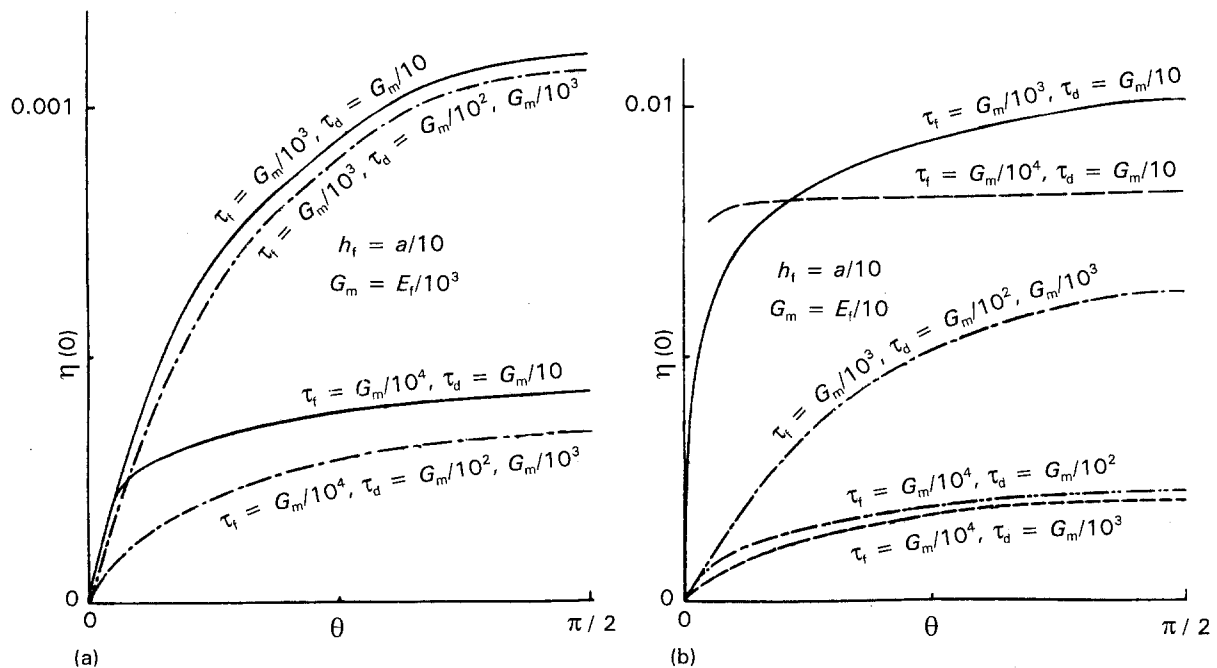 0.001
η(0)
0
τf = Gm/10³, τd = Gm/10
τf = Gm/10³, τd = Gm/10², Gm/10³
hf = a/10
Gm = Ef/10³
τf = Gm/10⁴, τd = Gm/10
τf = Gm/10⁴, τd = Gm/10², Gm/10³
0
θ
π/2
(a)
0.01
η(0)
0
τf = Gm/10³, τd = Gm/10
τf = Gm/10⁴, τd = Gm/10
hf = a/10
Gm = Ef/10
τf = Gm/10³, τd = Gm/10², Gm/10³
τf = Gm/10⁴, τd = Gm/10²
τf = Gm/10⁴, τd = Gm/10³
0
θ
π/2
(b)